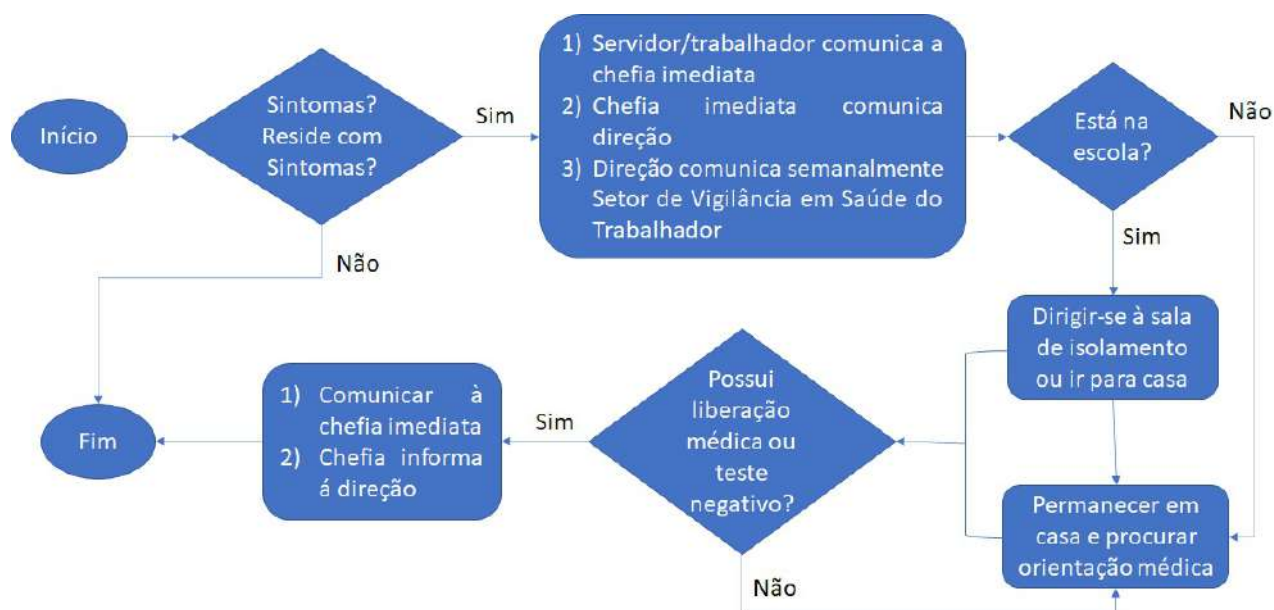 Início
Sintomas?
Reside com
Sintomas?
Sim
1) Servidor/trabalhador comunica a
chefia imediata
2) Chefia imediata comunica
direção
3) Direção comunica semanalmente
Setor de Vigilância em Saúde do
Trabalhador
Está na
escola?
Não
Sim
Não
Dirigir-se à sala
de isolamento
ou ir para casa
Possui
liberação
médica ou
teste
negativo?
Sim
1) Comunicar à
chefia imediata
2) Chefia informa
á direção
Fim
Permanecer em
casa e procurar
orientação médica
Não